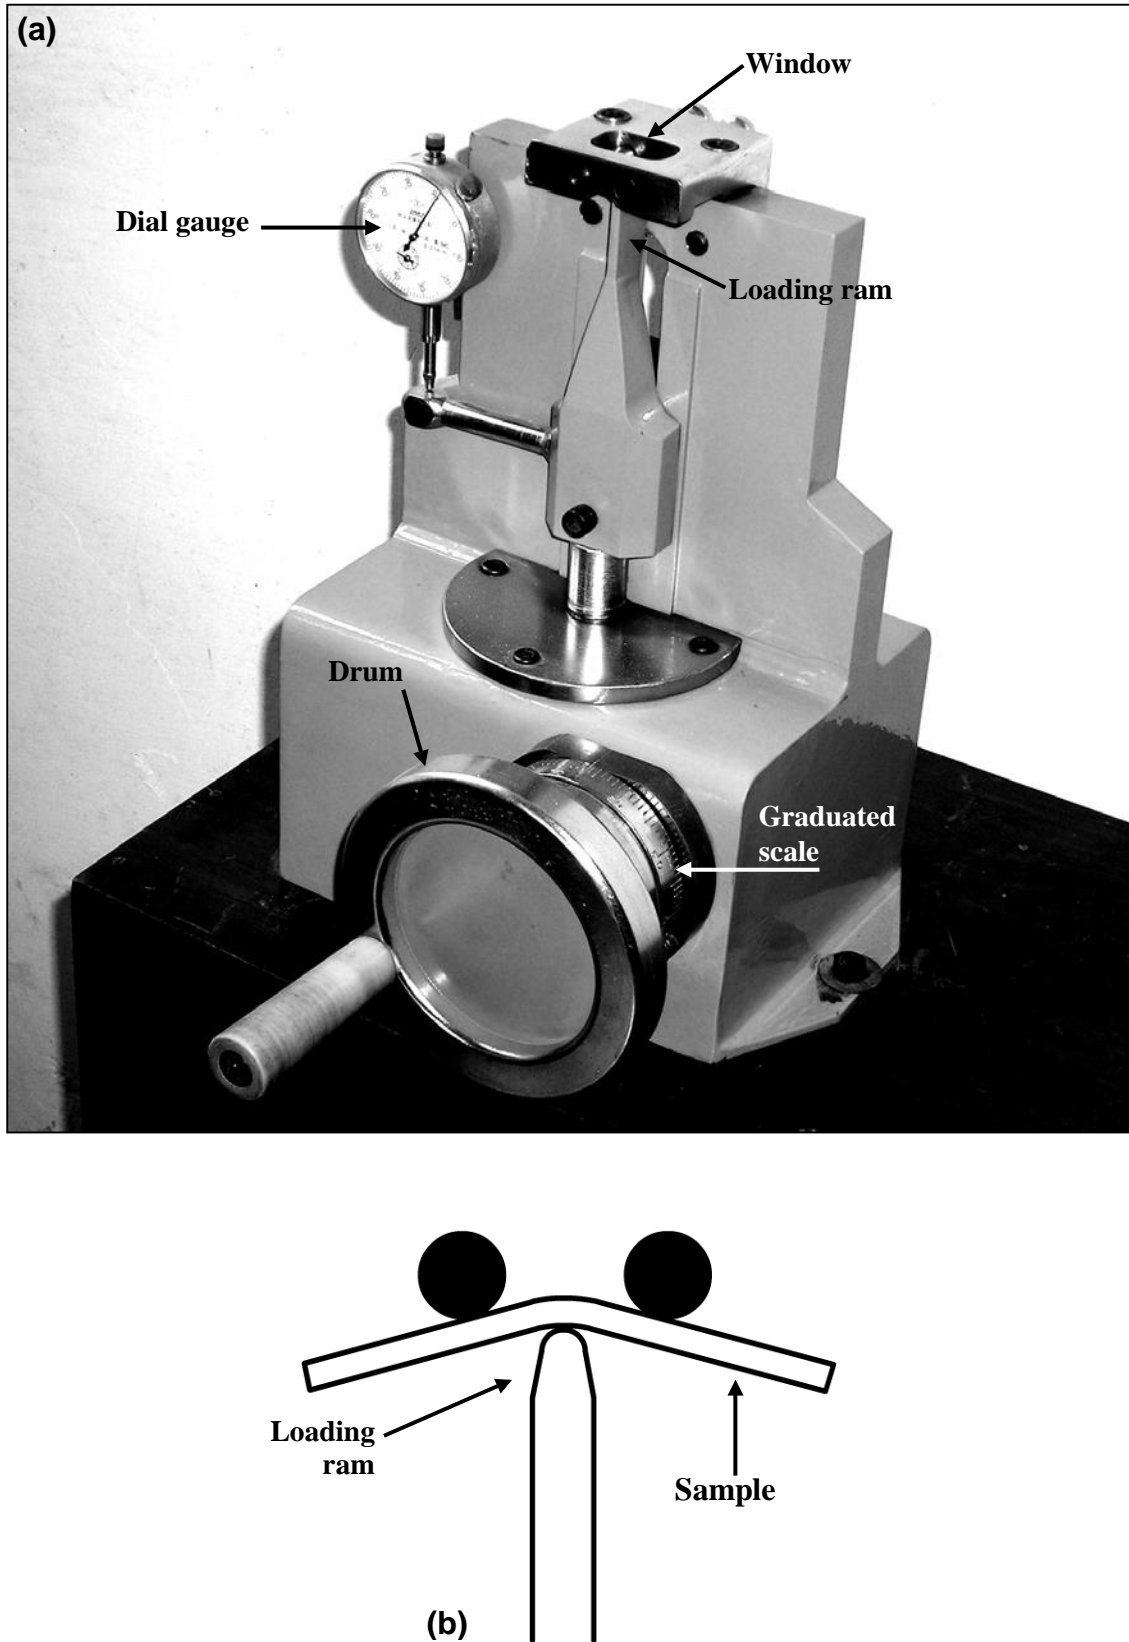 (a)
Window
Dial gauge
Loading ram
Drum
Graduated
scale
Loading
ram
Sample
(b)